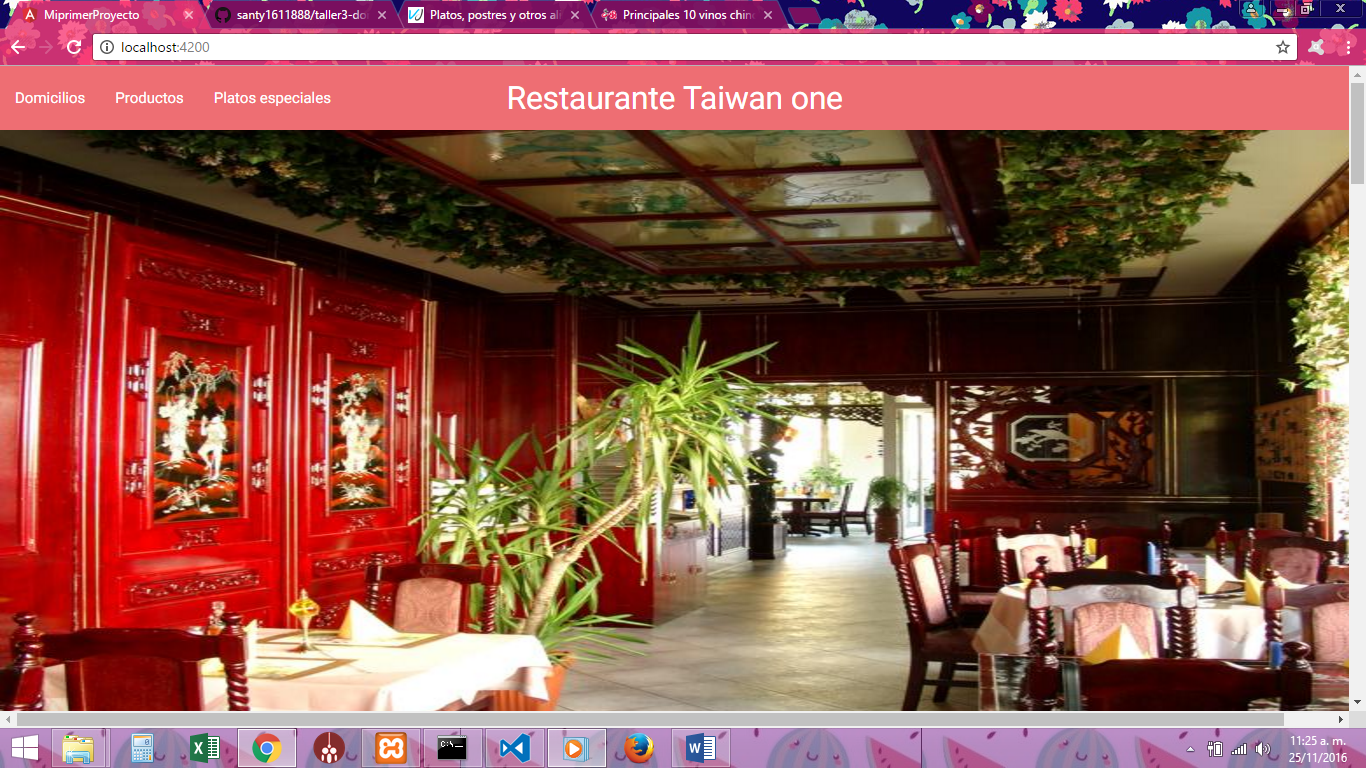 MiprimerProyecto
santy1611888/taller3-do
Platos, postres y otros al
Principales 10 vinos chin
localhost:4200
Domicilios Productos Platos especiales Restaurante Taiwan one
C:\
11:25 a. m.
25/11/2016